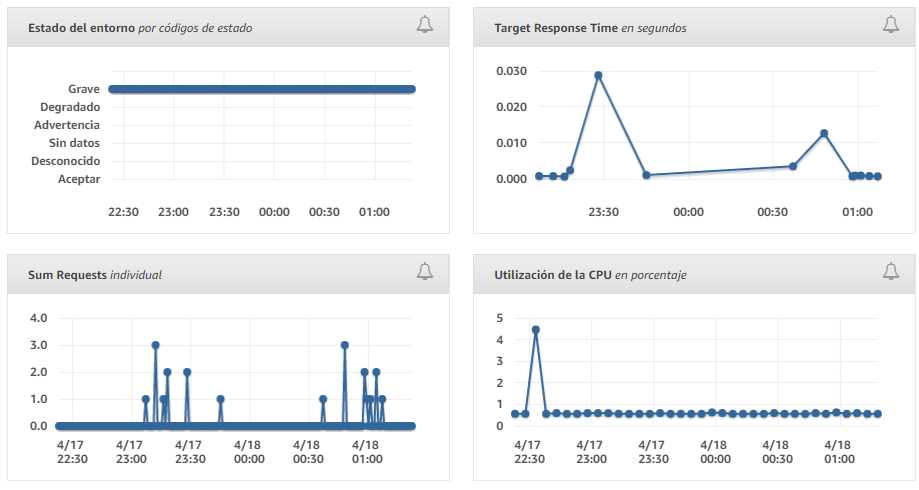 Estado del entorno por códigos de estado
Grave
Degradado
Advertencia
Sin datos
Desconocido
Aceptar
22:30 23:00 23:30 00:00 00:30 01:00
Target Response Time en segundos
0.030
0.020
0.010
0.000
23:30 00:00 00:30 01:00
Sum Requests individual
4.0
3.0
2.0
1.0
0.0
4/17 4/17 4/17 4/18 4/18 4/18
22:30 23:00 23:30 00:00 00:30 01:00
Utilización de la CPU en porcentaje
5
4
3
2
1
0
4/17 4/17 4/17 4/18 4/18 4/18
22:30 23:00 23:30 00:00 00:30 01:00